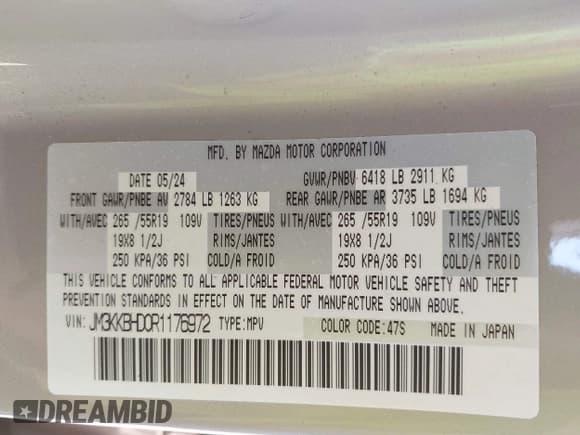 MFD. BY MAZDA MOTOR CORPORATION
DATE 05/24 GVWR/PNBV 6418 LB 2911 KG
FRONT GAWR/PNBE AV 2784 LB 1263 KG REAR GAWR/PNBE AR 3735 LB 1694 KG
WITH/AVEC 265 /55R19 109V TIRES/PNEUS WITH/AVEC 265 /55R19 109V TIRES/PNEUS
19X8 1/2J RIMS/JANTES 19X8 1/2J RIMS/JANTES
250 KPA/36 PSI COLD/A FROID 250 KPA/36 PSI COLD/A FROID
THIS VEHICLE CONFORMS TO ALL APPLICABLE FEDERAL MOTOR VEHICLE SAFETY AND THEFT
PREVENTION STANDARDS IN EFFECT ON THE DATE OF MANUFACTURE SHOWN ABOVE.
VIN: JM3KKBHD0R1176972 TYPE:MPV COLOR CODE:47S MADE IN JAPAN
DREAMBID